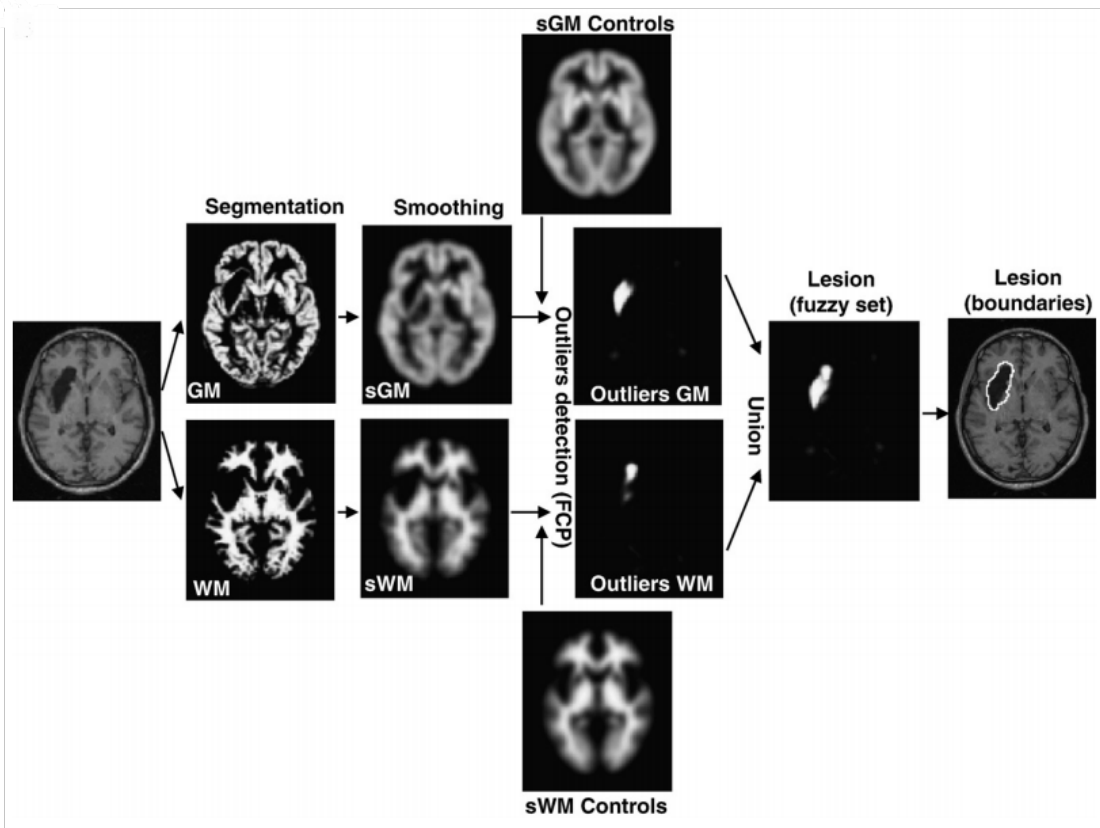 sGM Controls
Segmentation
Smoothing
GM
sGM
Outliers detection (FCP)
Outliers GM
Lesion
(fuzzy set)
Lesion
(boundaries)
Union
WM
sWM
Outliers WM
sWM Controls